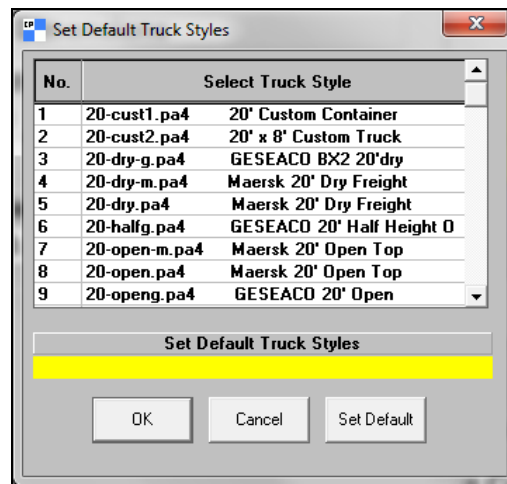 CP Set Default Truck Styles X
No. Select Truck Style
1 20-cust1.pa4 20' Custom Container
2 20-cust2.pa4 20' x 8' Custom Truck
3 20-dry-g.pa4 GESEACO BX2 20'dry
4 20-dry-m.pa4 Maersk 20' Dry Freight
5 20-dry.pa4 Maersk 20' Dry Freight
6 20-halfg.pa4 GESEACO 20' Half Height O
7 20-open-m.pa4 Maersk 20' Open Top
8 20-open.pa4 Maersk 20' Open Top
9 20-openg.pa4 GESEACO 20' Open
Set Default Truck Styles
OK Cancel Set Default